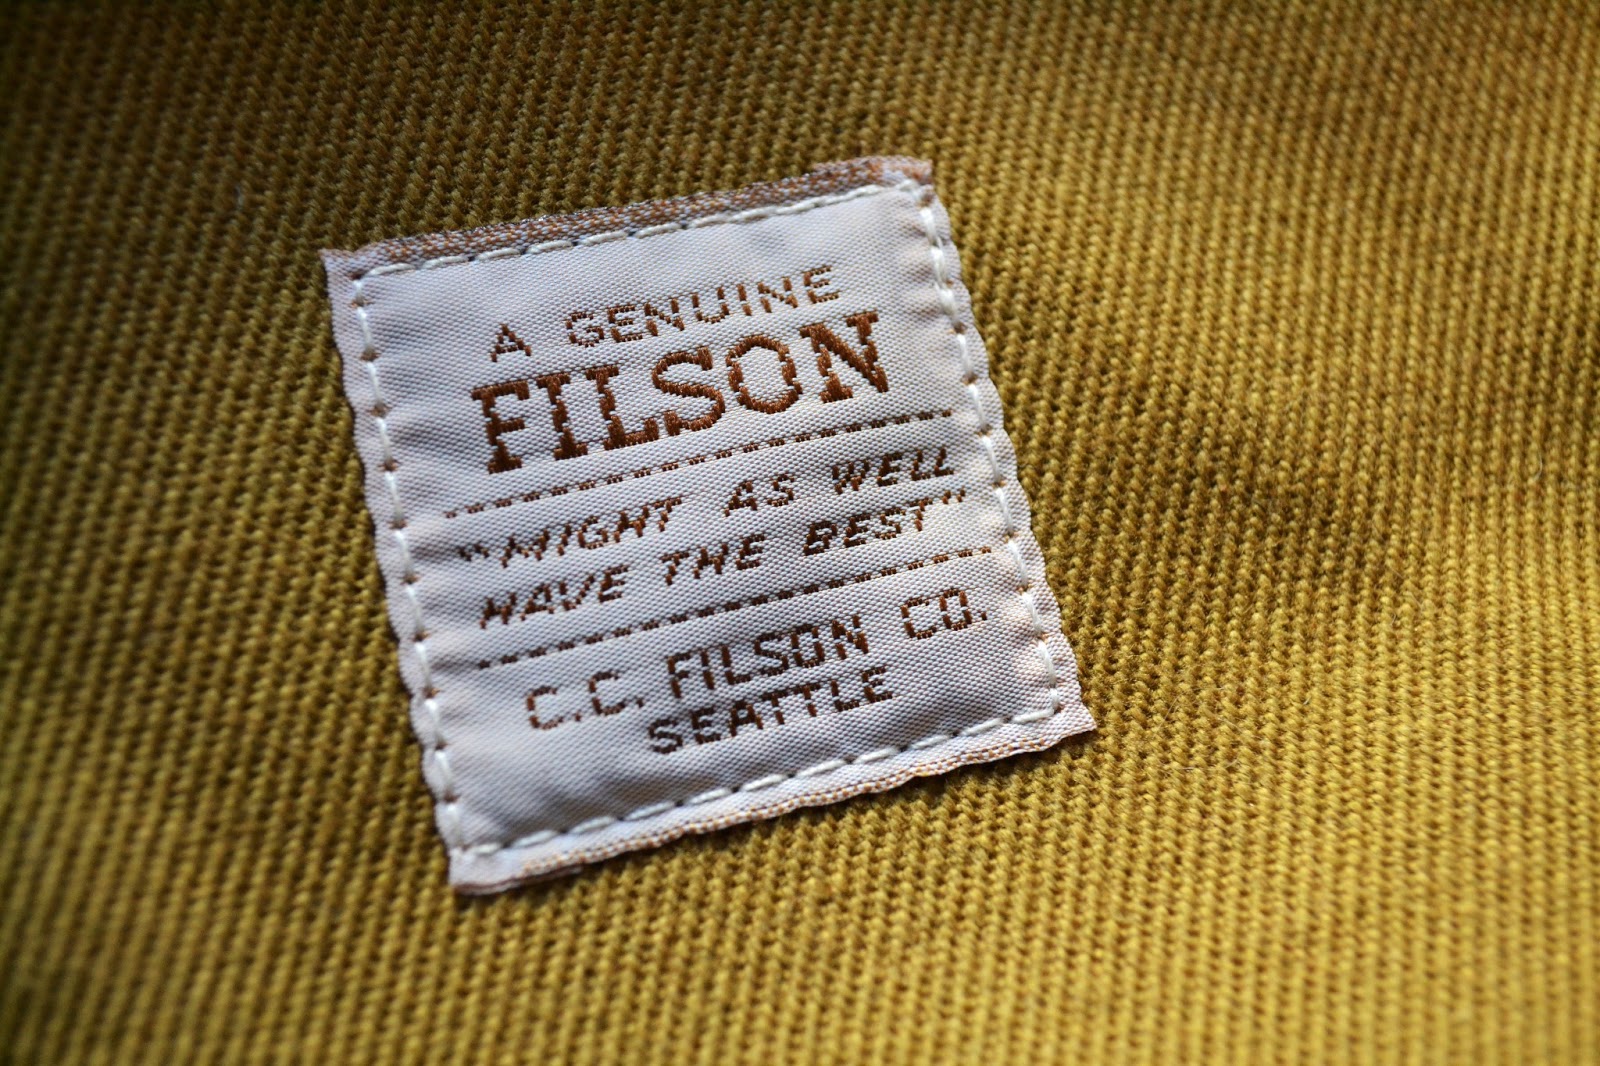 A GENUINE
FILSON
"MIGHT AS WELL
HAVE THE BEST"
C.C. FILSON CO.
SEATTLE